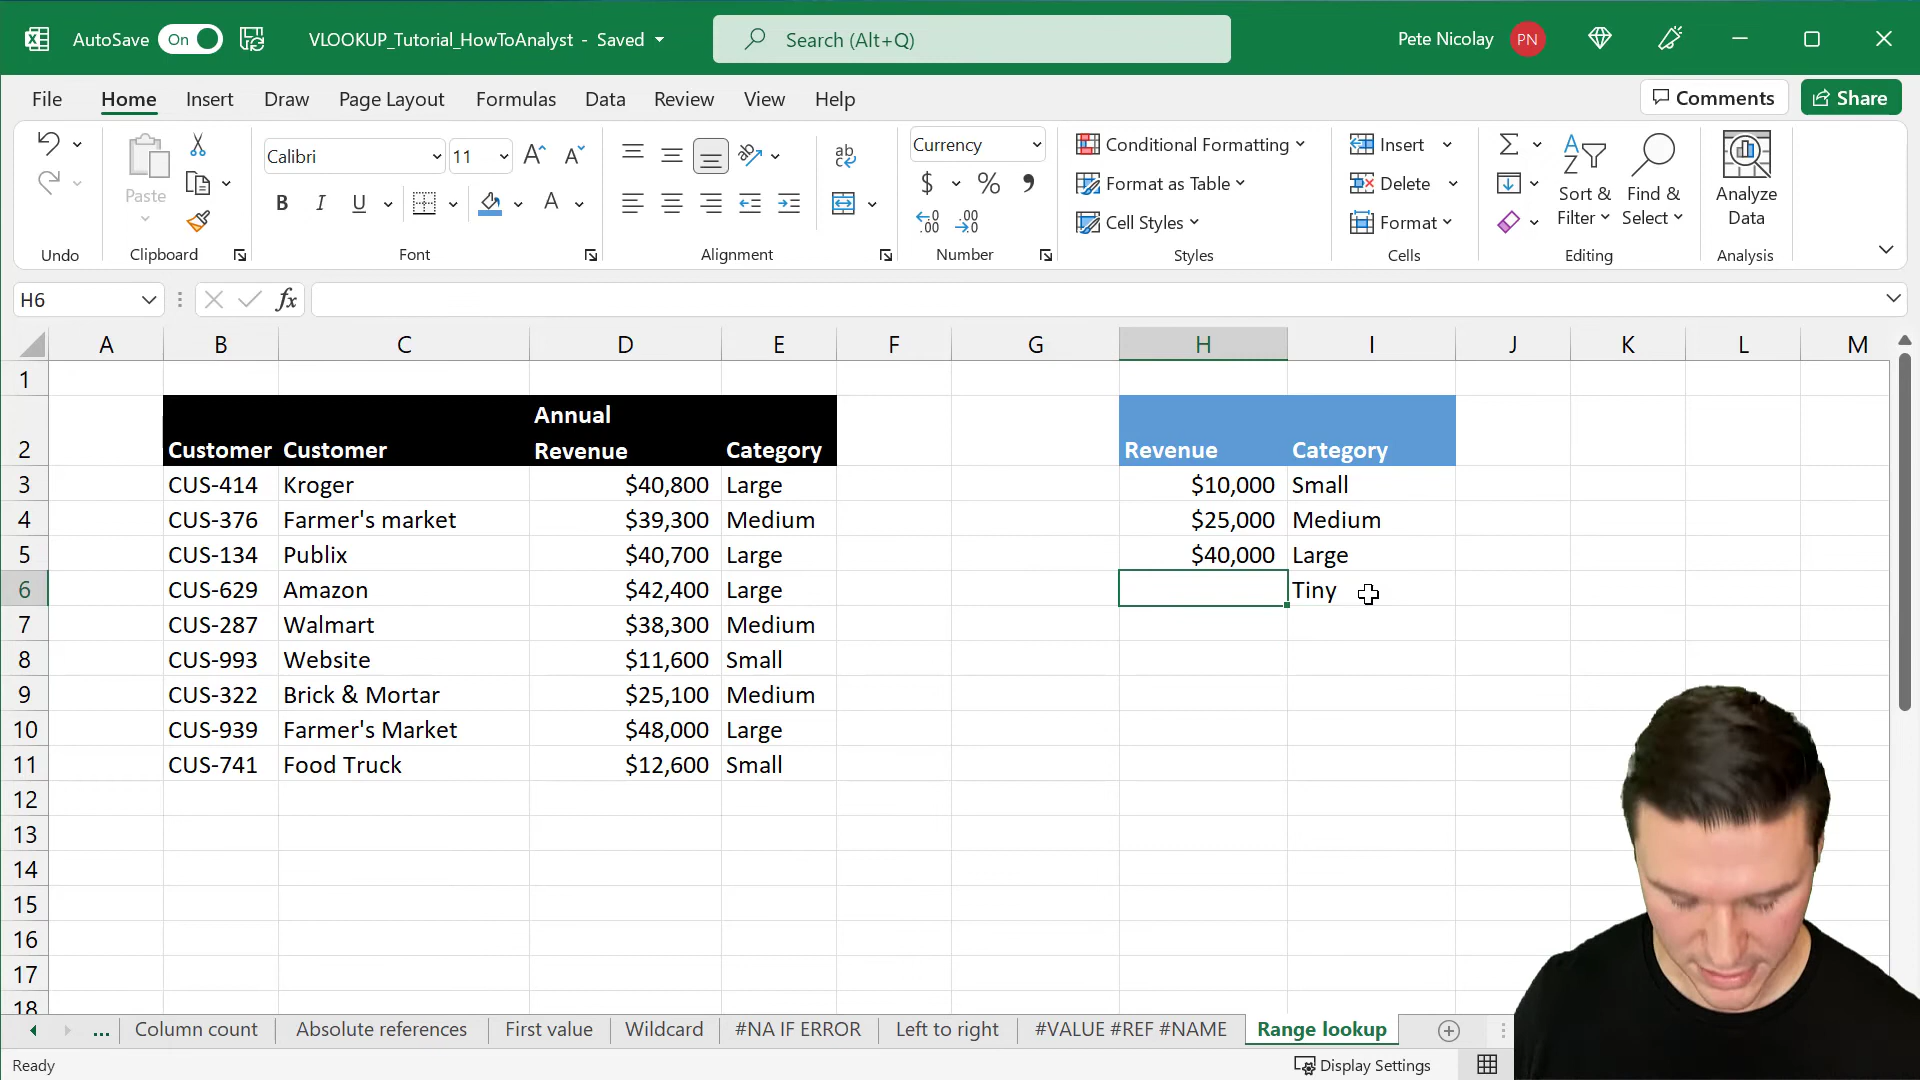 AutoSave On VLOOKUP_Tutorial_HowToAnalyst - Saved Search (Alt+Q) Pete Nicolay PN
File Home Insert Draw Page Layout Formulas Data Review View Help Comments Share
Paste Calibri 11 Currency Conditional Formatting Insert Sort & Filter Find & Select Analyze Data
B I U A $ % Format as Table Delete
Cell Styles Format
Undo Clipboard Font Alignment Number Styles Cells Editing Analysis
H6 fx
A B C D E F G H I J K L M
1
2 Customer Customer Annual Revenue Category Revenue Category
3 CUS-414 Kroger $40,800 Large $10,000 Small
4 CUS-376 Farmer's market $39,300 Medium $25,000 Medium
5 CUS-134 Publix $40,700 Large $40,000 Large
6 CUS-629 Amazon $42,400 Large Tiny
7 CUS-287 Walmart $38,300 Medium
8 CUS-993 Website $11,600 Small
9 CUS-322 Brick & Mortar $25,100 Medium
10 CUS-939 Farmer's Market $48,000 Large
11 CUS-741 Food Truck $12,600 Small
12
13
14
15
16
17
18
... Column count Absolute references First value Wildcard #NA IF ERROR Left to right #VALUE #REF #NAME Range lookup
Ready Display Settings